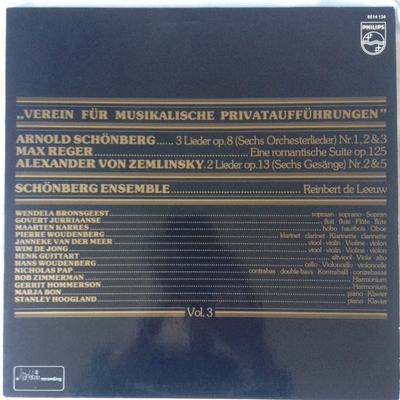 6514 134
PHILIPS
„VEREIN FÜR MUSIKALISCHE PRIVATAUFFÜHRUNGEN"
ARNOLD SCHÖNBERG ...... 3 Lieder op.8 (Sechs Orchesterlieder) Nr.1, 2 & 3
MAX REGER ...... Eine romantische Suite op.125
ALEXANDER VON ZEMLINSKY. 2 Lieder op.13 (Sechs Gesänge) Nr.2 & 5
SCHÖNBERG ENSEMBLE ...... Reinbert de Leeuw
WENDELA BRONSGEEST ...... sopraan · soprano · Sopran
GOVERT JURRIAANSE ...... fluit · flute · Flöte · flûte
MAARTEN KARRES ...... hobo · hautbois · Oboe
PIERRE WOUDENBERG ...... klarinet · clarinet · Klarinette · clarinette
JANNEKE VAN DER MEER ...... viool · violin · Violine · violon
WIM DE JONG ...... viool · violin · Violine · violon
HENK GUITTART ...... altviool · Viola · alto
HANS WOUDENBERG ...... cello · Violoncello · violoncelle
NICHOLAS PAP ...... contrabas · double-bass · Kontrabaß · contrebasse
BOB ZIMMERMAN ...... Harmonium
GERRIT HOMMERSON ...... Harmonium
MARJA BON ...... piano · Klavier
STANLEY HOOGLAND ...... piano · Klavier
Vol. 3
recording